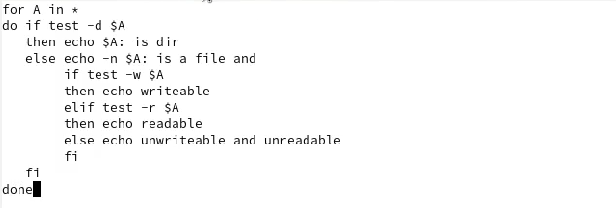 for A in *
do if test -d $A
   then echo $A: is dir
   else echo -n $A: is a file and
        if test -w $A
        then echo writeable
        elif test -r $A
        then echo readable
        else echo unwriteable and unreadable
        fi
   fi
done